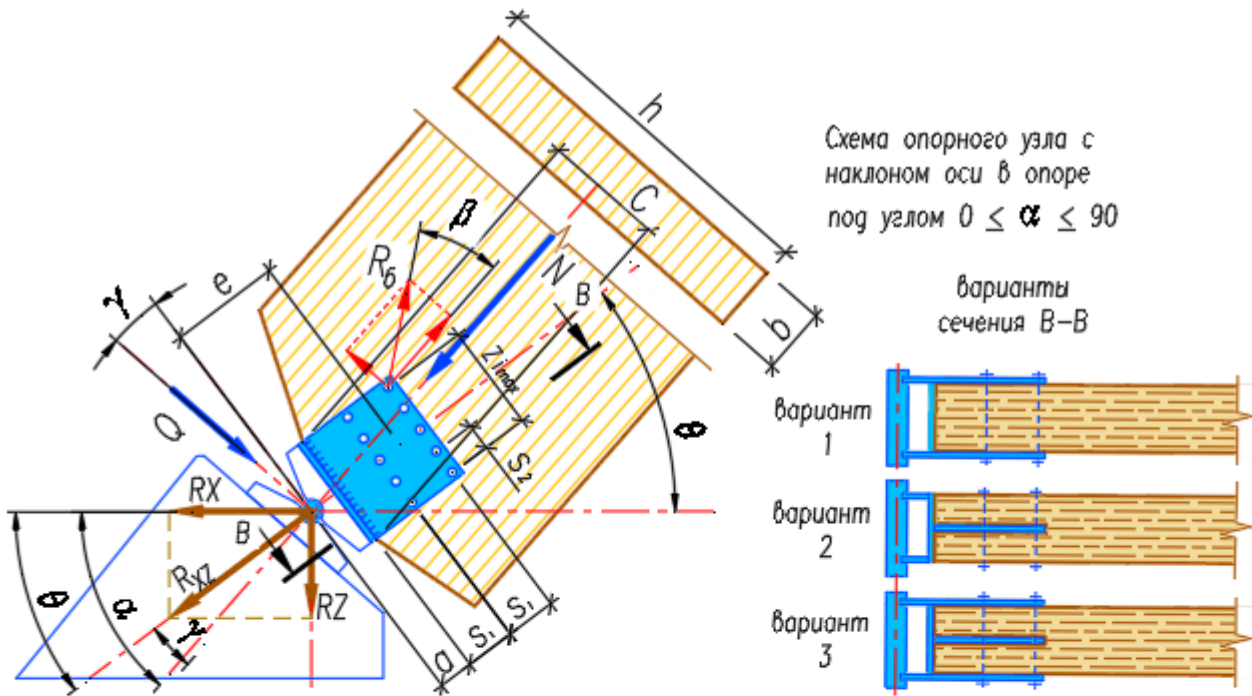 h
Схема опорного узла с
наклоном оси в опоре
под углом 0 ≤ α ≤ 90
C
β
Rб
N
B
b
варианты
сечения В-В
e
γ
Zimax
θ
S2
Q
вариант
1
RX
B
вариант
2
RXZ
RZ
θ
α
γ
a
S1
S1
вариант
3